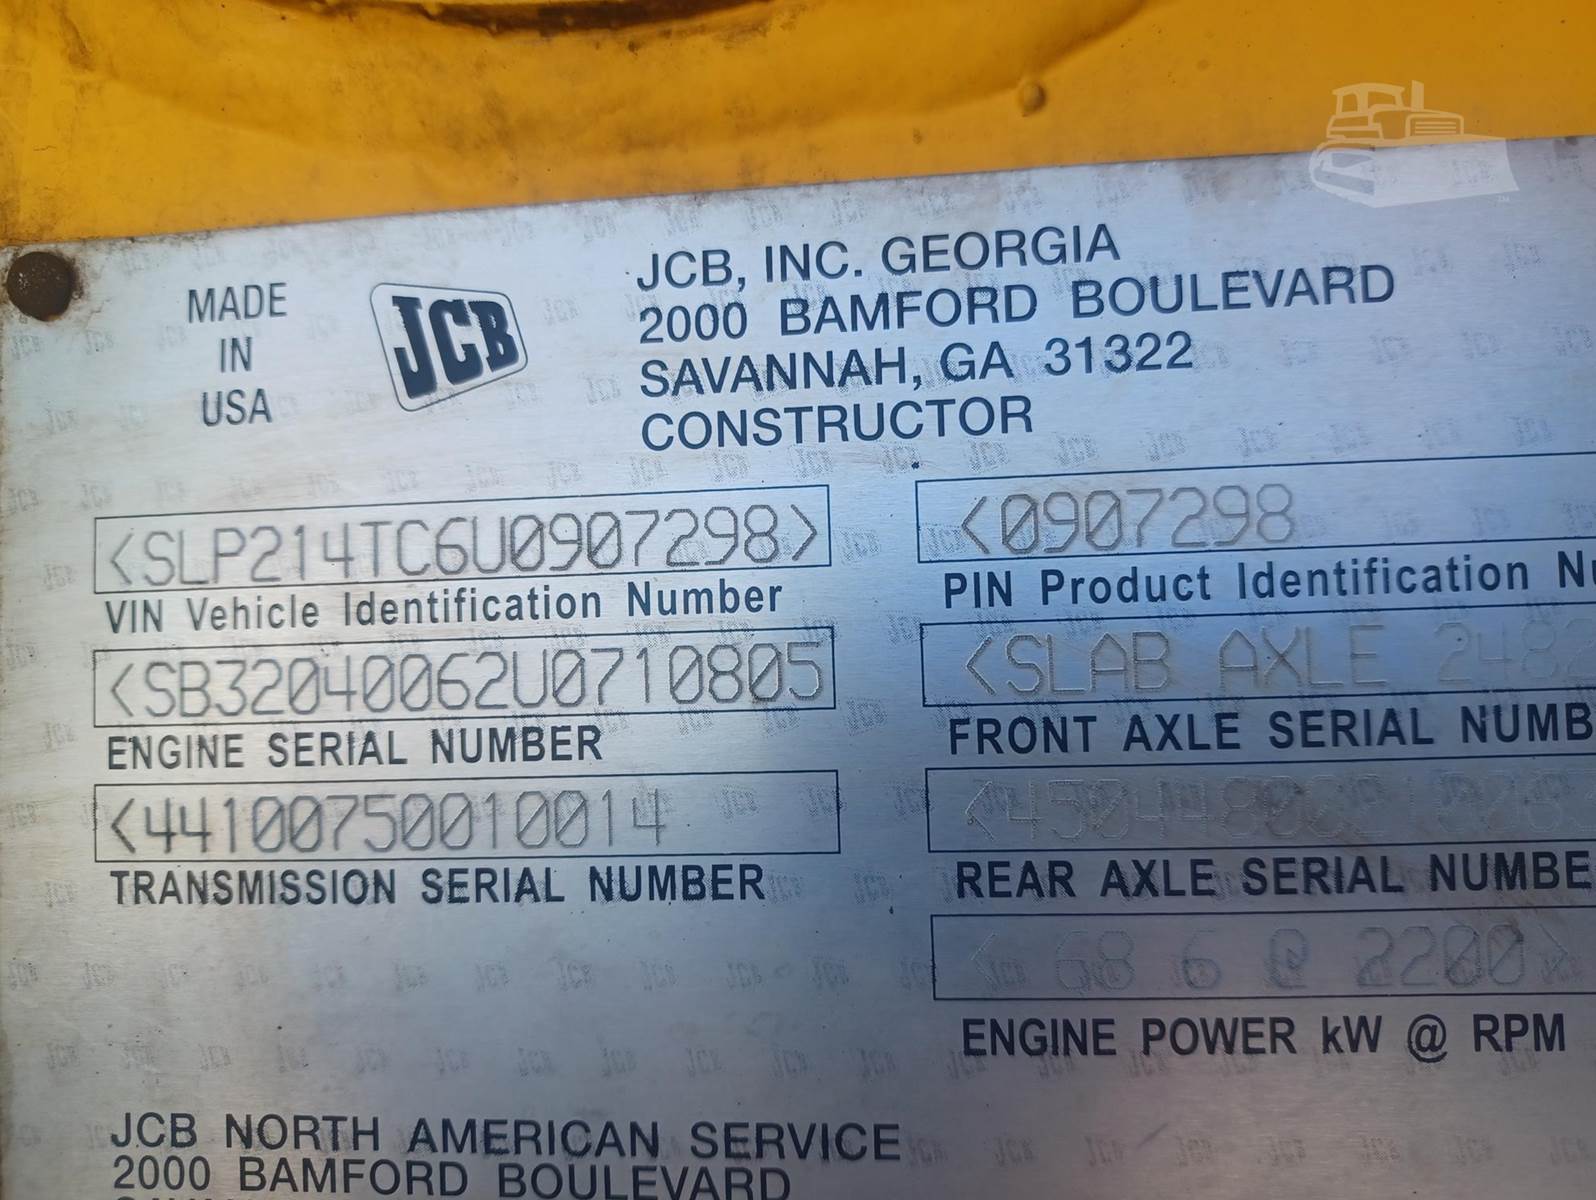 MADE
IN
USA
JCB
JCB, INC. GEORGIA
2000 BAMFORD BOULEVARD
SAVANNAH, GA 31322
CONSTRUCTOR
<SLP214TC6U0907298>
VIN Vehicle Identification Number
<0907298
PIN Product Identification
<SB32040062U0710805
ENGINE SERIAL NUMBER
<SLAB AXLE
FRONT AXLE SERIAL
<44100750010014
TRANSMISSION SERIAL NUMBER
REAR AXLE SERIAL
< 68 6 @ 2200>
ENGINE POWER kW @ RPM
JCB NORTH AMERICAN SERVICE
2000 BAMFORD BOULEVARD